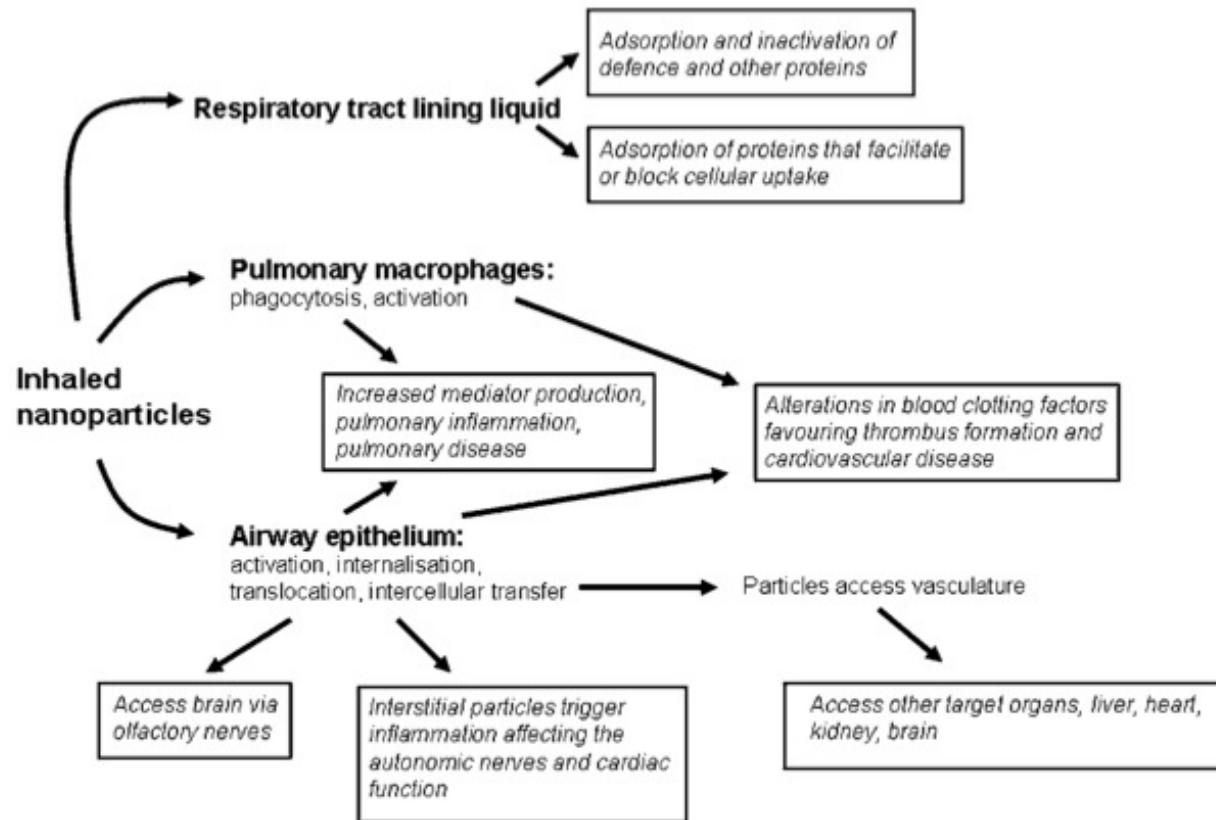 Adsorption and inactivation of
defence and other proteins
Respiratory tract lining liquid
Adsorption of proteins that facilitate
or block cellular uptake
Pulmonary macrophages:
phagocytosis, activation
Inhaled
nanoparticles
Increased mediator production,
pulmonary inflammation,
pulmonary disease
Alterations in blood clotting factors
favouring thrombus formation and
cardiovascular disease
Airway epithelium:
activation, internalisation,
translocation, intercellular transfer
Particles access vasculature
Access brain via
olfactory nerves
Interstitial particles trigger
inflammation affecting the
autonomic nerves and cardiac
function
Access other target organs, liver, heart,
kidney, brain